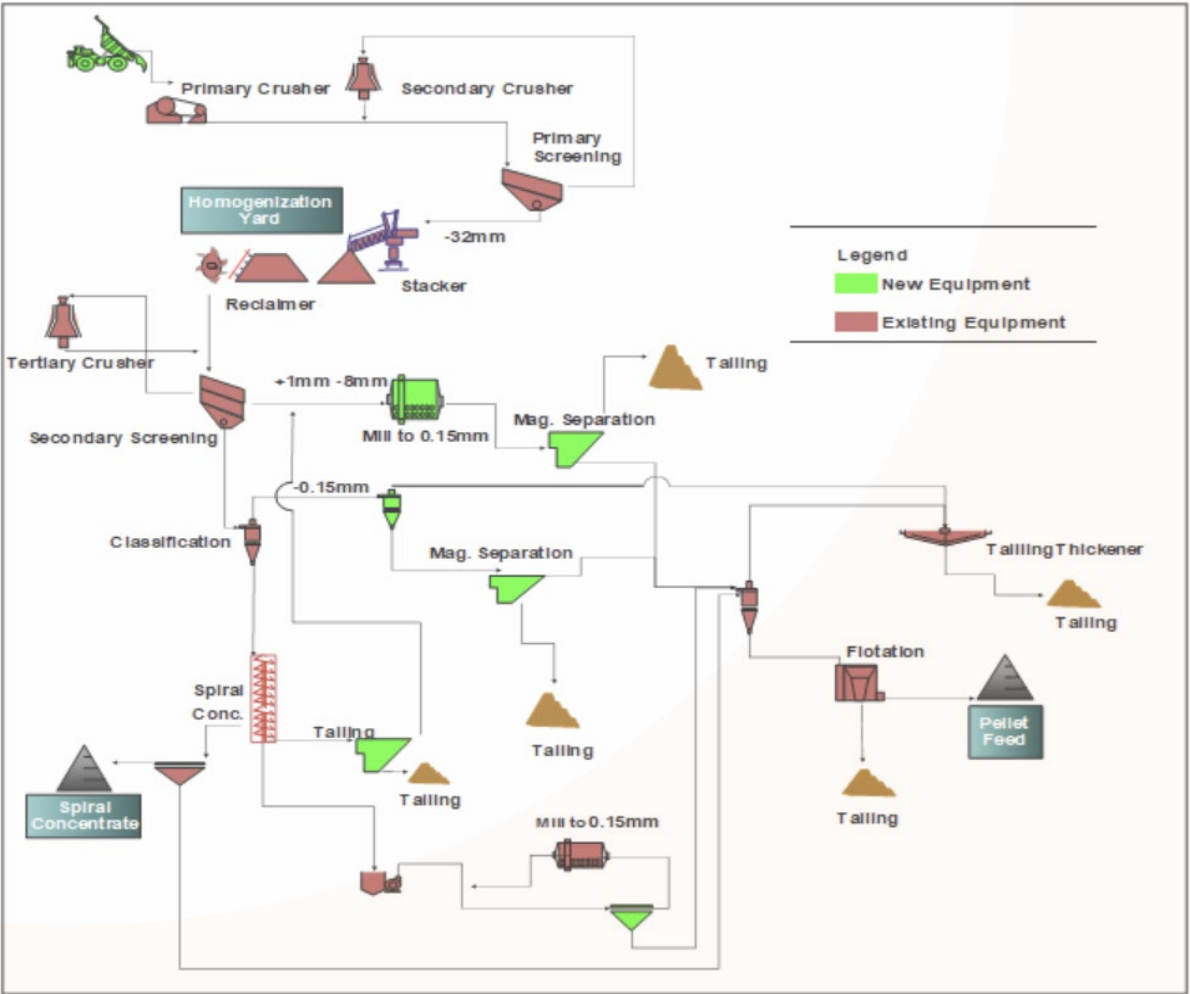 Primary Crusher
Secondary Crusher
Primary
Screening
Homogenization
Yard
-32mm
Stacker
Reclaimer
Legend
New Equipment
Existing Equipment
Tertiary Crusher
Tailing
+1mm -8mm
Mag. Separation
Mill to 0.15mm
Secondary Screening
-0.15mm
Classification
Mag. Separation
Tailling Thickener
Tailing
Flotation
Spiral
Conc.
Pellet
Feed
Tailing
Tailing
Tailing
Spiral
Concentrate
Tailing
Mill to 0.15mm